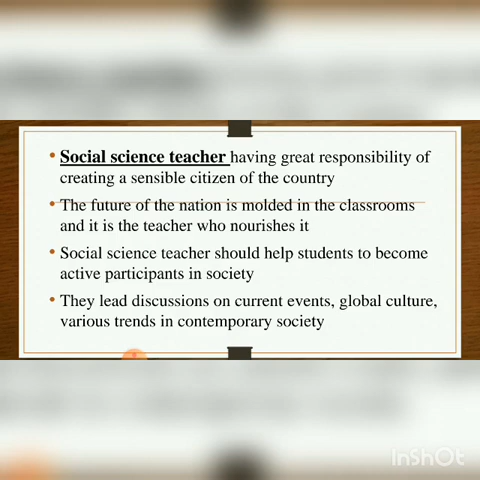 • Social science teacher having great responsibility of
creating a sensible citizen of the country
• The future of the nation is molded in the classrooms
and it is the teacher who nourishes it
• Social science teacher should help students to become
active participants in society
• They lead discussions on current events, global culture,
various trends in contemporary society
InShOt